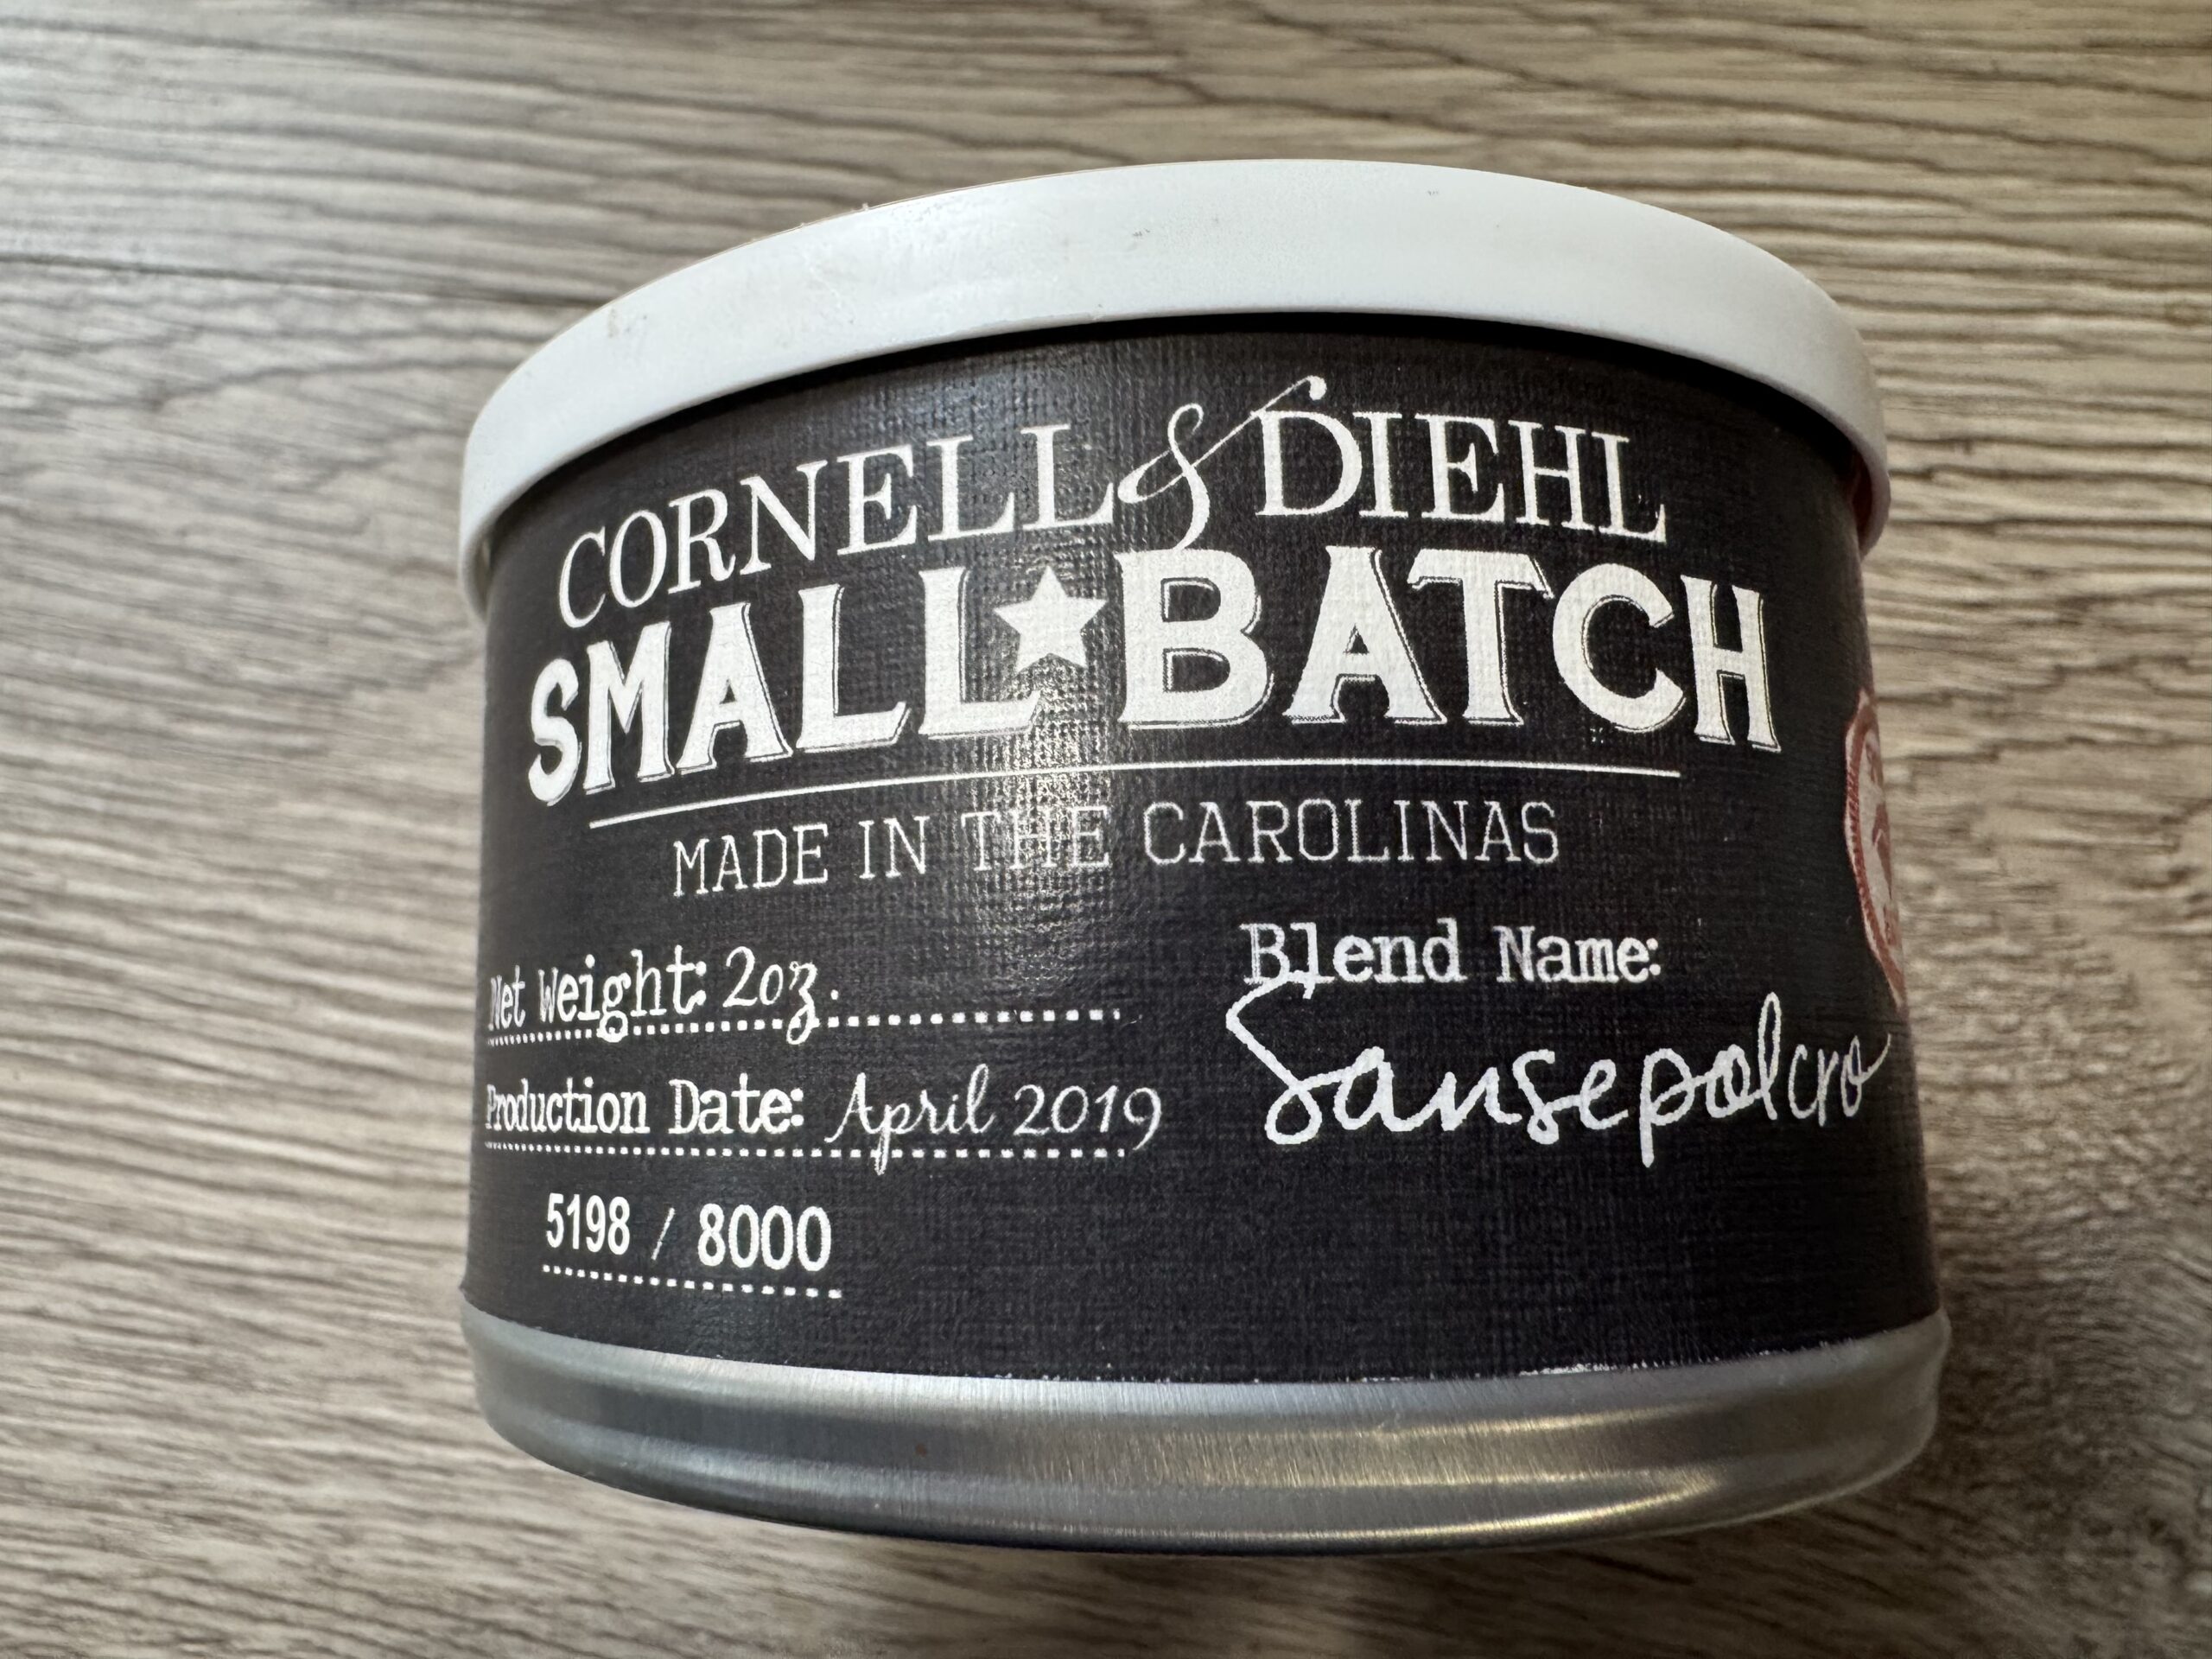 CORNELL & DIEHL
SMALL★BATCH
MADE IN THE CAROLINAS
Net Weight: 2oz.
Production Date: April 2019
5198 / 8000
Blend Name:
Sansepolcro